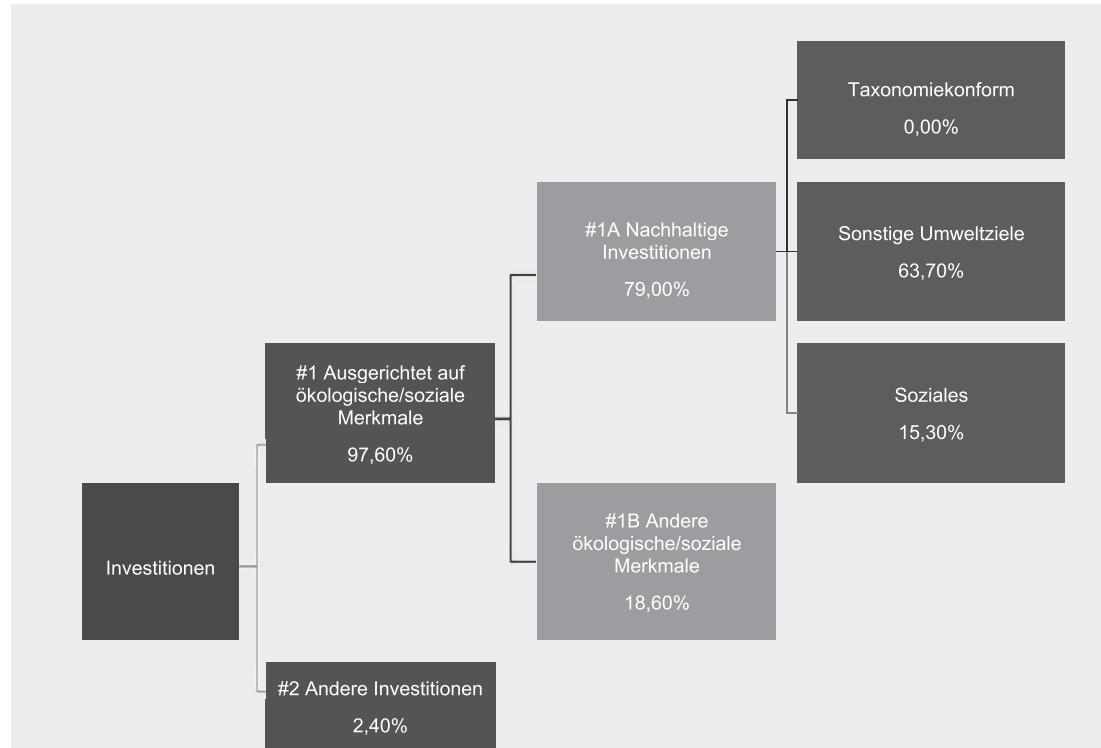 Taxonomiekonform
0,00%
#1A Nachhaltige
Investitionen
79,00%
Sonstige Umweltziele
63,70%
#1 Ausgerichtet auf
ökologische/soziale
Merkmale
97,60%
Soziales
15,30%
Investitionen
#1B Andere
ökologische/soziale
Merkmale
18,60%
#2 Andere Investitionen
2,40%